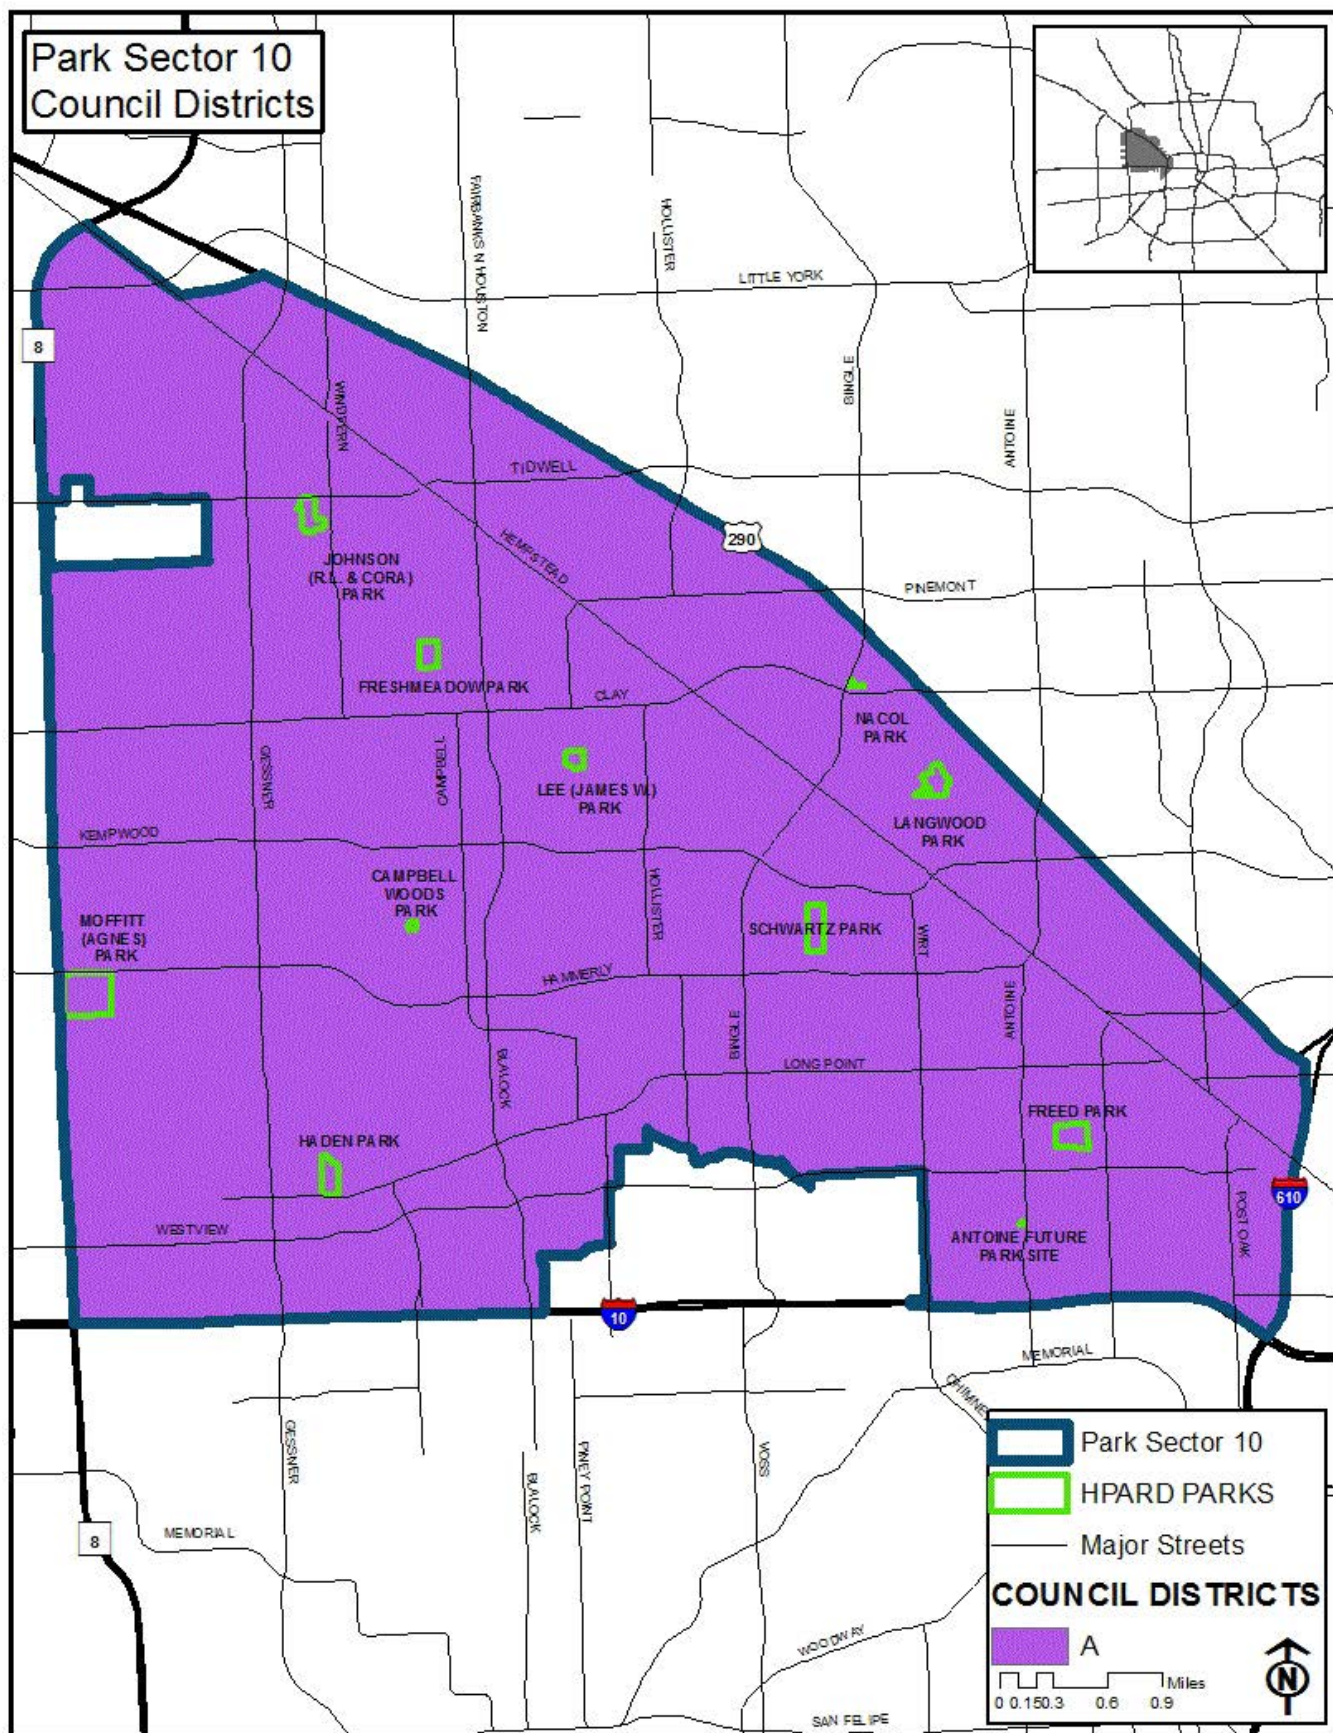 Park Sector 10
Council Districts
FAIRBANKS N HOUSTON
HOLLISTER
LITTLE YORK
8
WINDFERN
BINGLE
ANTOINE
TIDWELL
HEMPSTEAD
290
JOHNSON
(R.L. & CORA)
PARK
PINEMONT
FRESHMEADOW PARK
CLAY
NACOL
PARK
GESSNER
CAMPBELL
LEE (JAMES W.)
PARK
LANGWOOD
PARK
KEMPWOOD
CAMPBELL
WOODS
PARK
HOLLISTER
MOFFITT
(AGNES)
PARK
SCHWARTZ PARK
WIRT
HAMMERLY
ANTOINE
BINGLE
BLALOCK
LONG POINT
HADEN PARK
FREED PARK
610
WESTVIEW
ANTOINE FUTURE
PARK SITE
POST OAK
10
MEMORIAL
CHIMNEY
GESSNER
BLALOCK
PINEY POINT
VOSS
8
MEMORIAL
WOODWAY
SAN FELIPE
Park Sector 10
HPARD PARKS
Major Streets
COUNCIL DISTRICTS
A
Miles
0 0.15 0.3 0.6 0.9
N